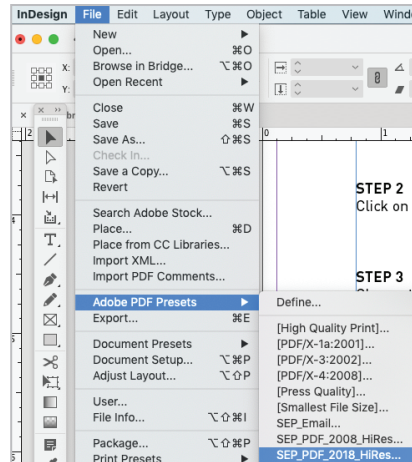 InDesign File Edit Layout Type Object Table View
New
Open... ⌘O
Browse in Bridge... ⌥⌘O
Open Recent
X:
Y:
Close ⌘W
Save ⌘S
Save As... ⇧⌘S
Check In...
Save a Copy... ⌥⌘S
Revert
Search Adobe Stock...
Place... ⌘D
Place from CC Libraries...
Import XML...
Import PDF Comments...
Adobe PDF Presets
Export... ⌘E
Document Presets
Document Setup... ⌥⌘P
Adjust Layout... ⌥⇧P
User...
File Info... ⌥⇧⌘I
Package... ⌥⇧⌘P
Print Presets
2 0 1
STEP 2
Click on
STEP 3
Define...
[High Quality Print]...
[PDF/X-1a:2001]...
[PDF/X-3:2002]...
[PDF/X-4:2008]...
[Press Quality]...
[Smallest File Size]...
SEP_Email...
SEP_PDF_2008_HiRes...
SEP_PDF_2018_HiRes...